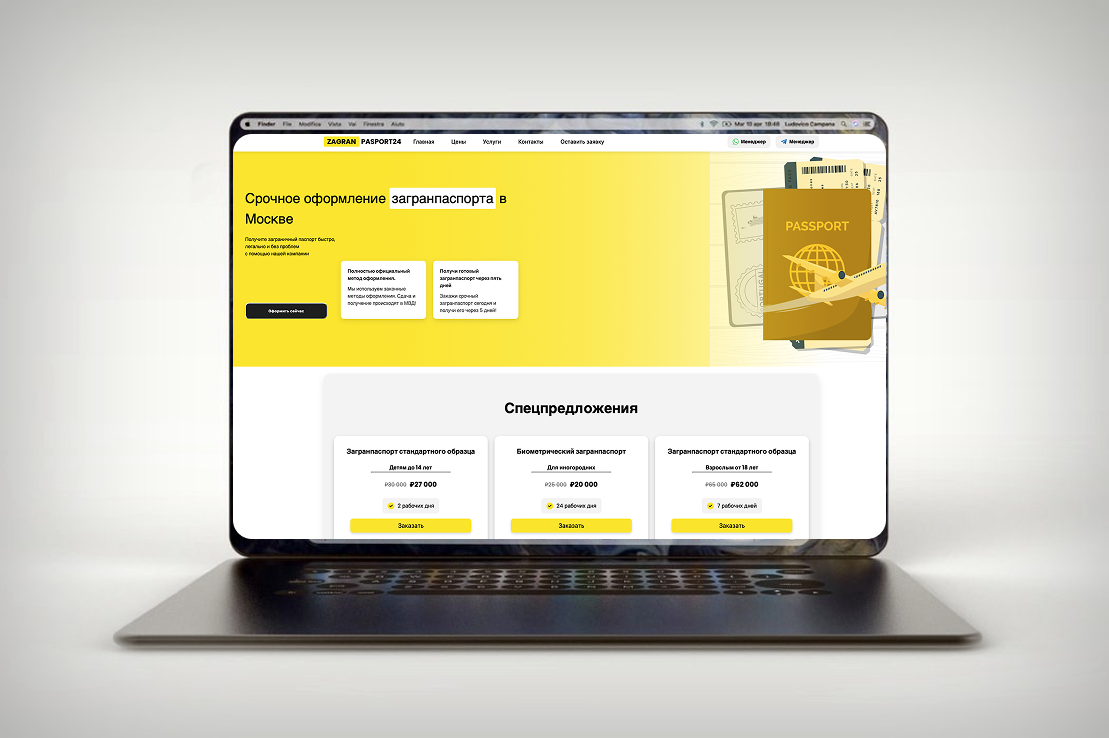 Finder File Modifica Vista Vai Finestra Aiuto
Mar 10 apr 18:46 Ludovico Campana
ZAGRAN PASPORT24 Главная Цены Услуги Контакты Оставить заявку Менеджер Менеджер
Срочное оформление загранпаспорта в
Москве
Получите заграничный паспорт быстро,
легально и без проблем
с помощью нашей компании
Полностью официальный
метод оформления.
Мы используем законные
методы оформления. Сдача и
получение происходят в МВД!
Получи готовый
загранпаспорт через пять
дней
Закажи срочный
загранпаспорт сегодня и
получи его через 5 дней!
Оформить сейчас
PASSPORT
PORTUGAL
Спецпредложения
Загранпаспорт стандартного образца
Детям до 14 лет
₽30 000 ₽27 000
2 рабочих дня
Заказать
Биометрический загранпаспорт
Для иногородних
₽25 000 ₽20 000
24 рабочих дня
Заказать
Загранпаспорт стандартного образца
Взрослым от 18 лет
₽65 000 ₽62 000
7 рабочих дней
Заказать